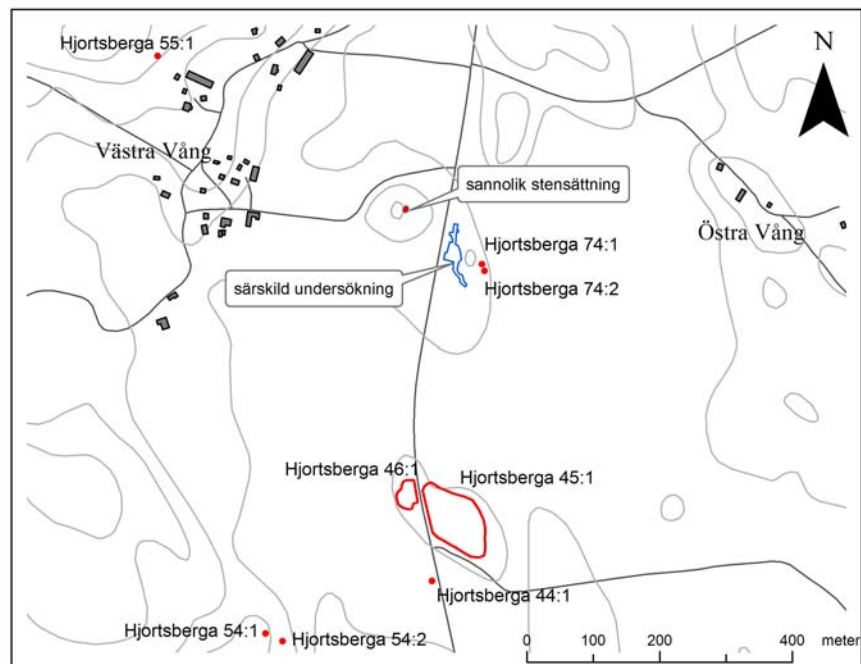 Hjortsberga 55:1
N
Västra Vång
sannolik stensättning
Östra Vång
Hjortsberga 74:1
särskild undersökning
Hjortsberga 74:2
Hjortsberga 46:1
Hjortsberga 45:1
Hjortsberga 44:1
Hjortsberga 54:1
Hjortsberga 54:2
0 100 200 400 meter